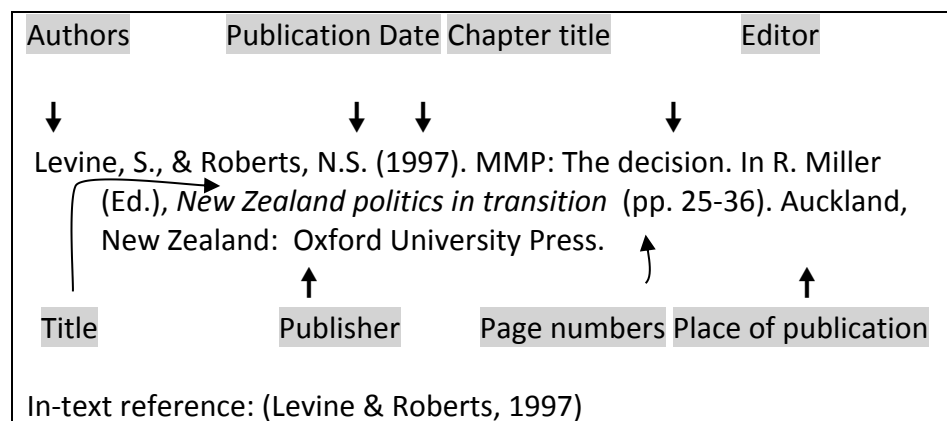 Authors Publication Date Chapter title Editor
Levine, S., & Roberts, N.S. (1997). MMP: The decision. In R. Miller
(Ed.), New Zealand politics in transition (pp. 25-36). Auckland,
New Zealand: Oxford University Press.
Title Publisher Page numbers Place of publication
In-text reference: (Levine & Roberts, 1997)